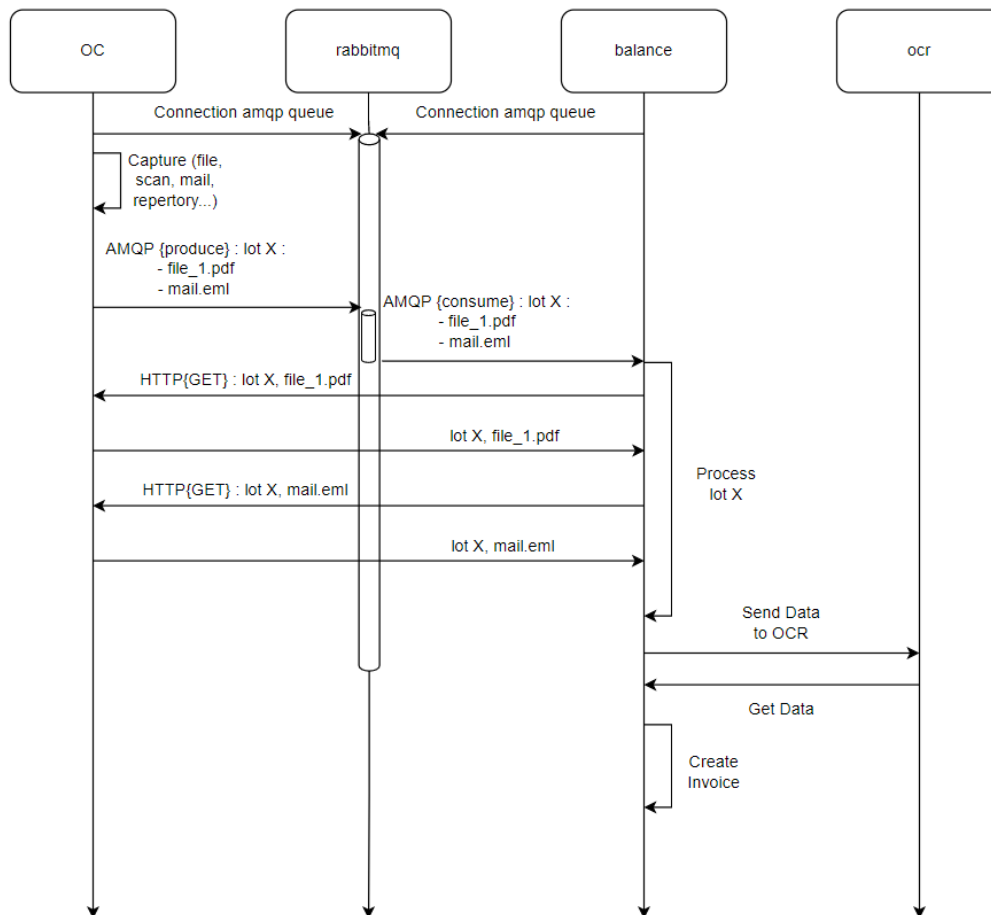 OC
rabbitmq
balance
ocr
Connection amqp queue
Connection amqp queue
Capture (file,
scan, mail,
repertory...)
AMQP {produce} : lot X :
- file_1.pdf
- mail.eml
AMQP {consume} : lot X :
- file_1.pdf
- mail.eml
HTTP{GET} : lot X, file_1.pdf
lot X, file_1.pdf
HTTP{GET} : lot X, mail.eml
lot X, mail.eml
Process
lot X
Send Data
to OCR
Get Data
Create
Invoice